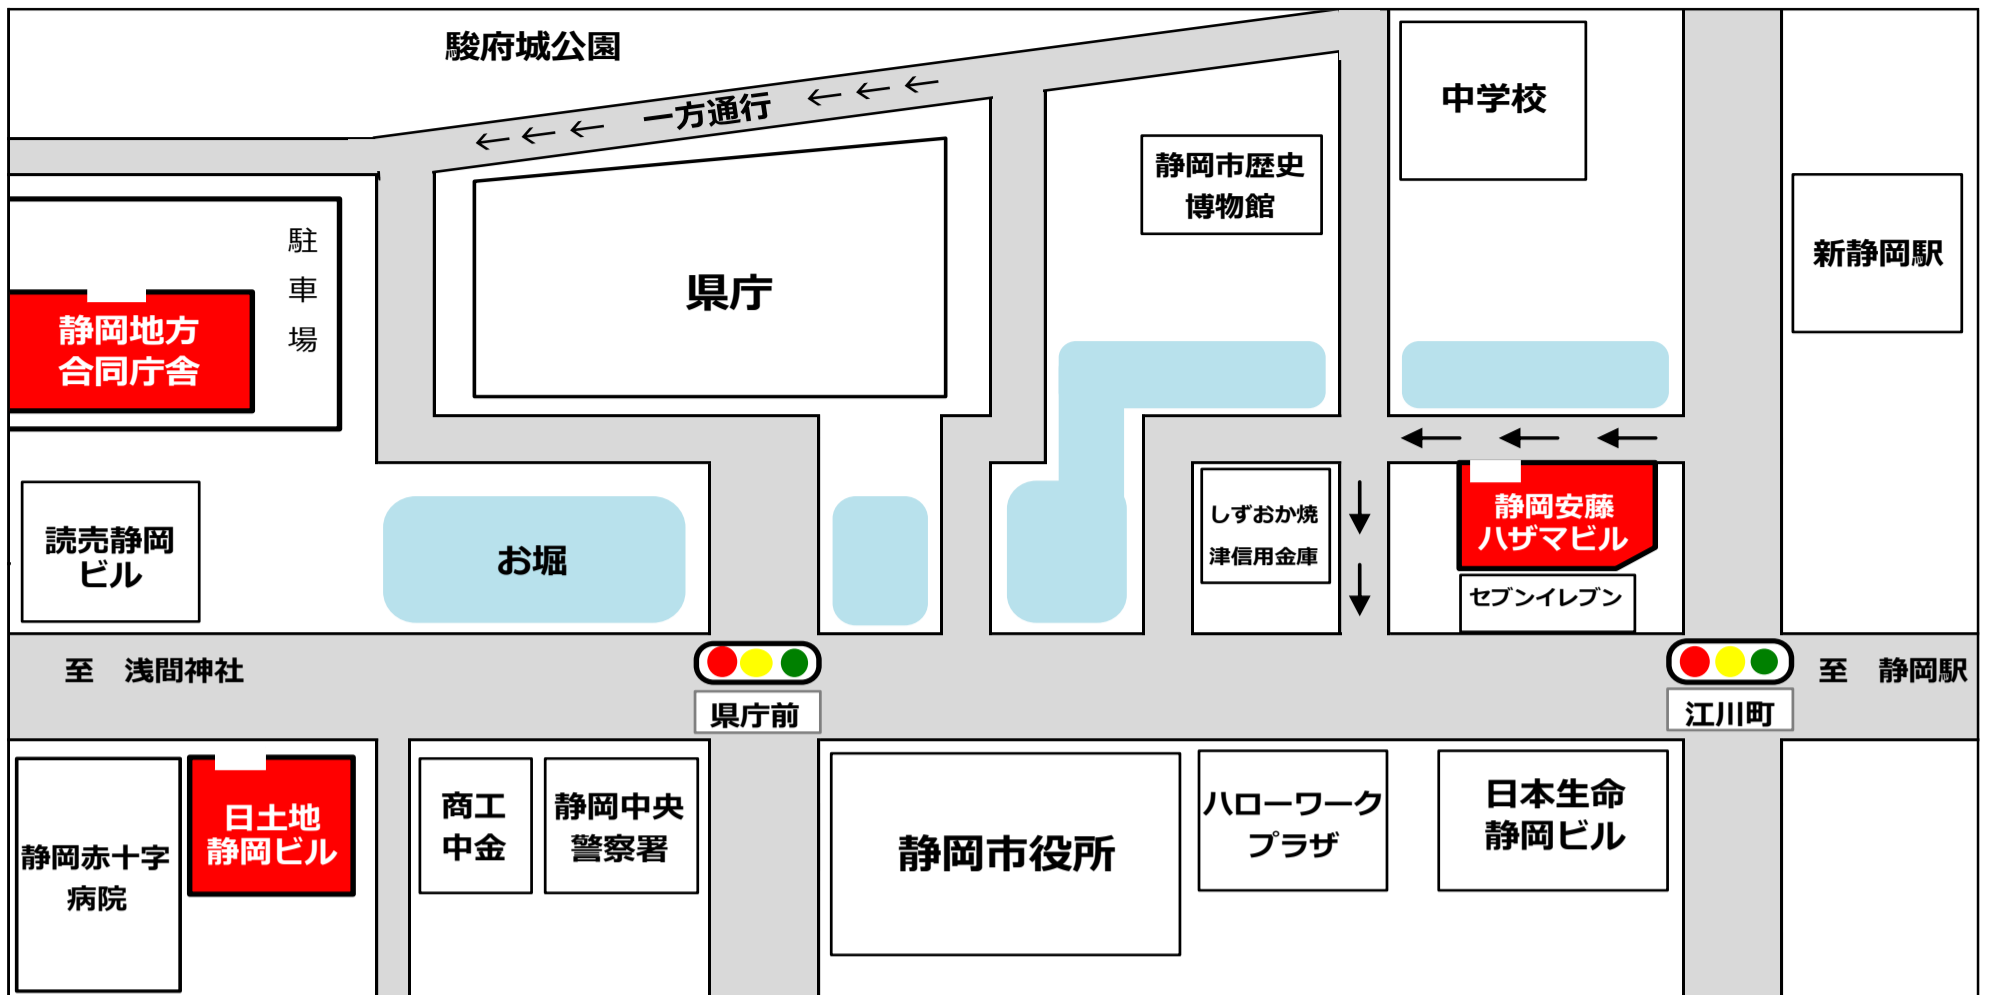 駿府城公園
一方通行
中学校
静岡市歴史
博物館
新静岡駅
駐
車
場
県庁
静岡地方
合同庁舎
読売静岡
ビル
お堀
しずおか焼
津信用金庫
静岡安藤
ハザマビル
セブンイレブン
至 浅間神社
県庁前
江川町
至 静岡駅
静岡赤十字
病院
日土地
静岡ビル
商工
中金
静岡中央
警察署
静岡市役所
ハローワーク
プラザ
日本生命
静岡ビル